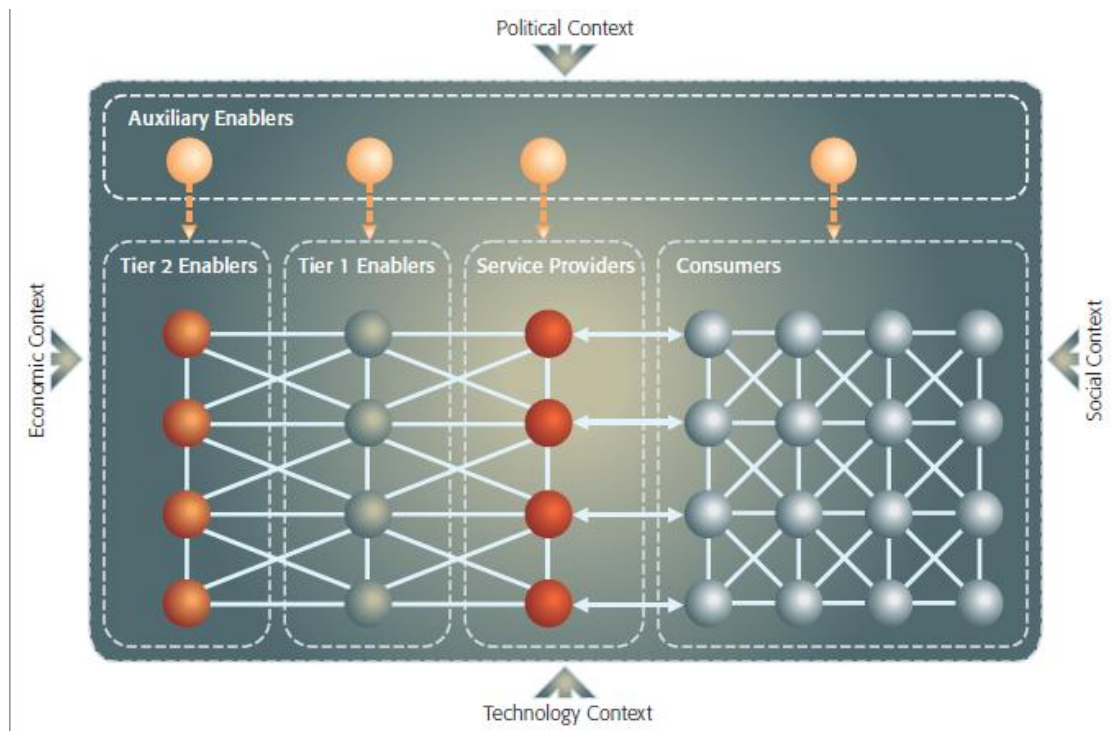 Political Context
Auxiliary Enablers
Tier 2 Enablers
Tier 1 Enablers
Service Providers
Consumers
Economic Context
Social Context
Technology Context